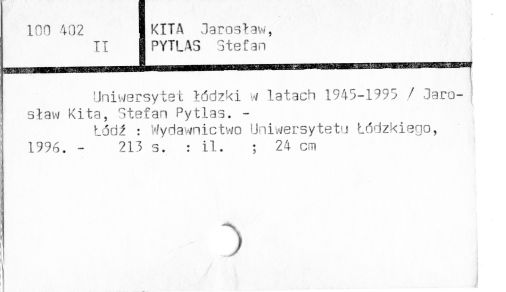 100 402 KITA Jarosław,
II PYTLAS Stefan
Uniwersytet Łódzki w latach 1945-1995 / Jaro-
sław Kita, Stefan Pytlas. -
Łódź : Wydawnictwo Uniwersytetu Łódzkiego,
1996. - 213 s. : il. ; 24 cm